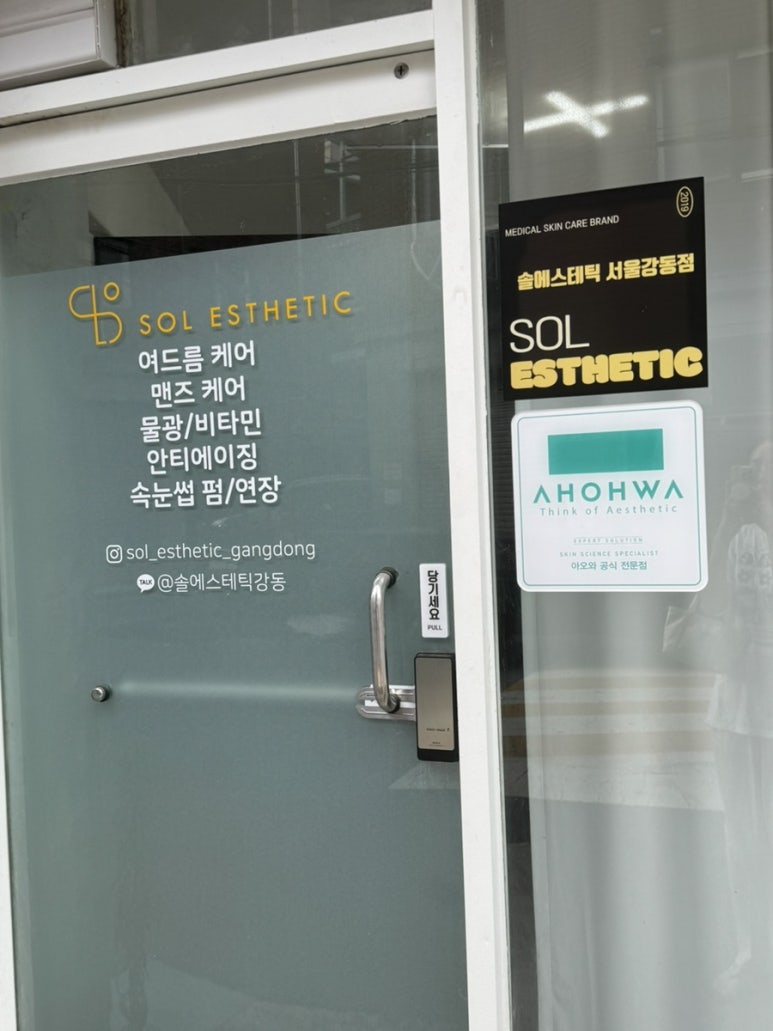 SOL ESTHETIC
여드름 케어
맨즈 케어
물광/비타민
안티에이징
속눈썹 펌/연장
sol_esthetic_gangdong
TALK @솔에스테틱강동
당기세요
PULL
2019
MEDICAL SKIN CARE BRAND
솔에스테틱 서울강동점
SOL
ESTHETIC
AHOHWA
Think of Aesthetic
EXPERT SOLUTION
SKIN SCIENCE SPECIALIST
아오와 공식 전문점